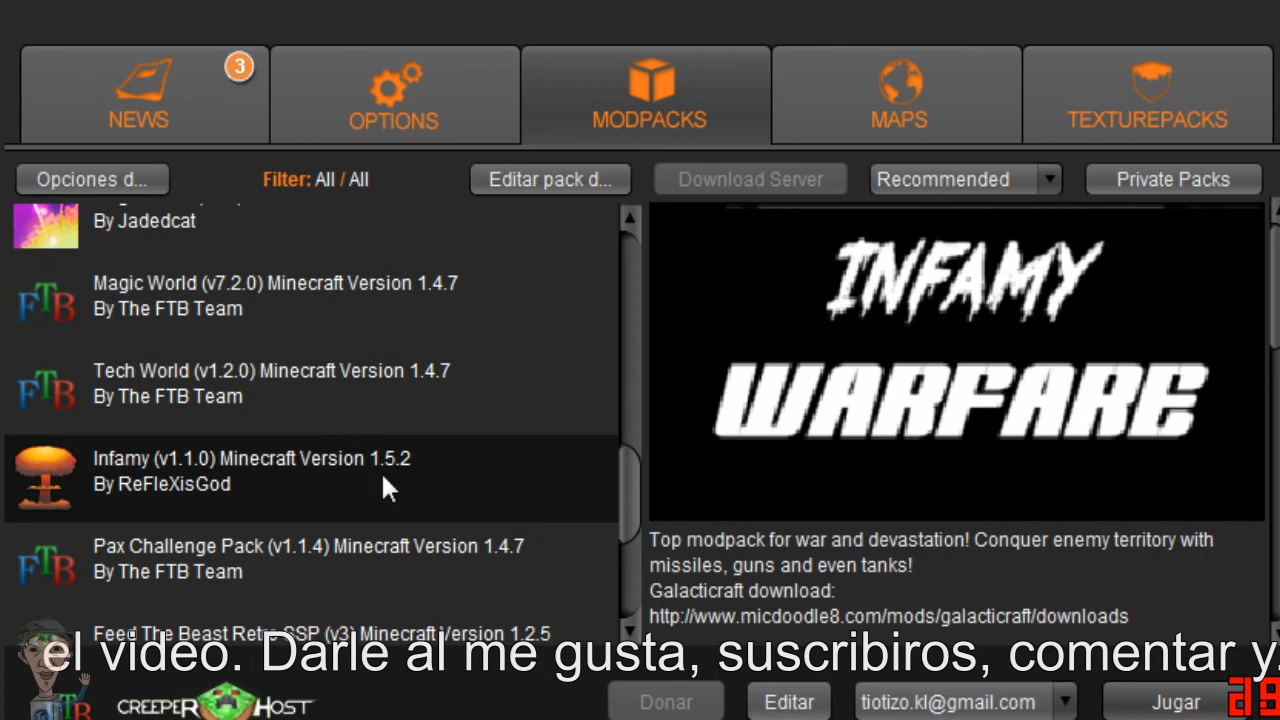 3
NEWS
OPTIONS
MODPACKS
MAPS
TEXTUREPACKS
Opciones d...
Filter: All / All
Editar pack d...
Download Server
Recommended
Private Packs
By Jadedcat
Magic World (v7.2.0) Minecraft Version 1.4.7
By The FTB Team
Tech World (v1.2.0) Minecraft Version 1.4.7
By The FTB Team
Infamy (v1.1.0) Minecraft Version 1.5.2
By ReFleXisGod
Pax Challenge Pack (v1.1.4) Minecraft Version 1.4.7
By The FTB Team
Feed The Beast Retro SSP (v3) Minecraft Version 1.2.5
FTB
FTB
FTB
FTB
INFAMY
WARFARE
Top modpack for war and devastation! Conquer enemy territory with
missiles, guns and even tanks!
Galacticraft download:
http://www.micdoodle8.com/mods/galacticraft/downloads
el video. Darle al me gusta, suscribiros, comentar y
CREEPER HOST
Donar
Editar
tiotizo.kl@gmail.com
Jugar